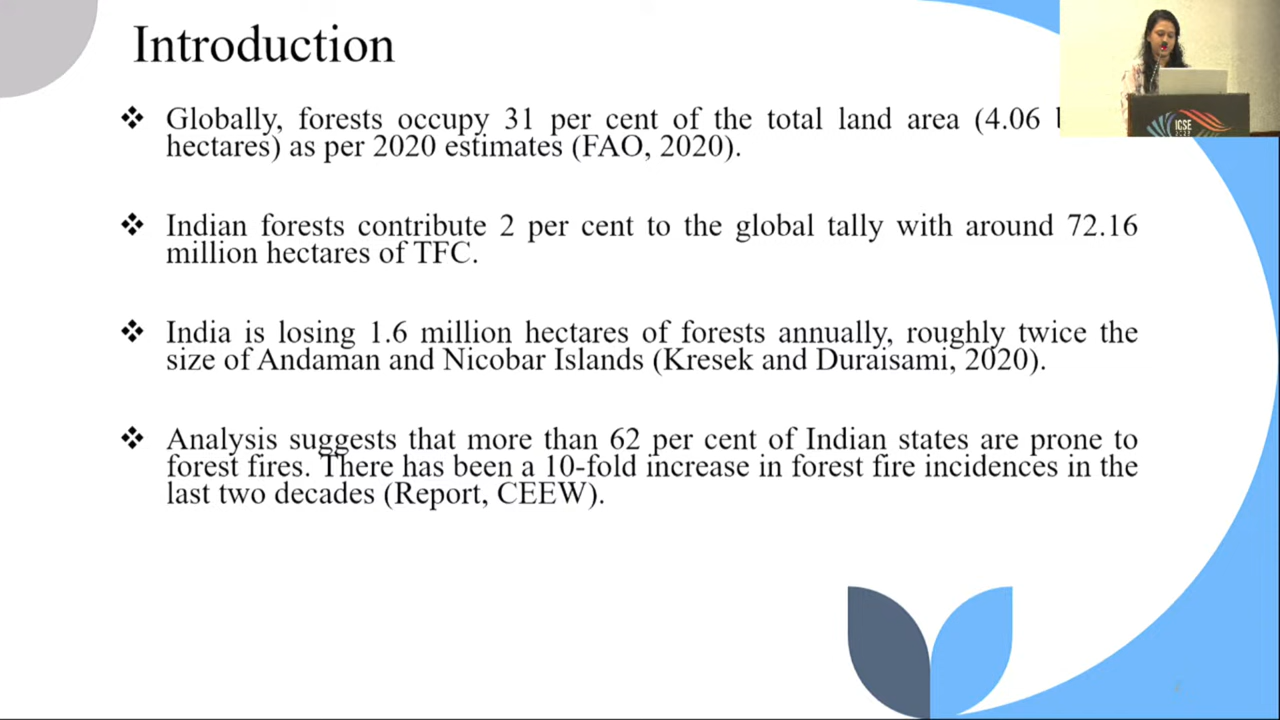 Introduction
❖ Globally, forests occupy 31 per cent of the total land area (4.06
hectares) as per 2020 estimates (FAO, 2020).
❖ Indian forests contribute 2 per cent to the global tally with around 72.16
million hectares of TFC.
❖ India is losing 1.6 million hectares of forests annually, roughly twice the
size of Andaman and Nicobar Islands (Kresek and Duraisami, 2020).
❖ Analysis suggests that more than 62 per cent of Indian states are prone to
forest fires. There has been a 10-fold increase in forest fire incidences in the
last two decades (Report, CEEW).
ICSE